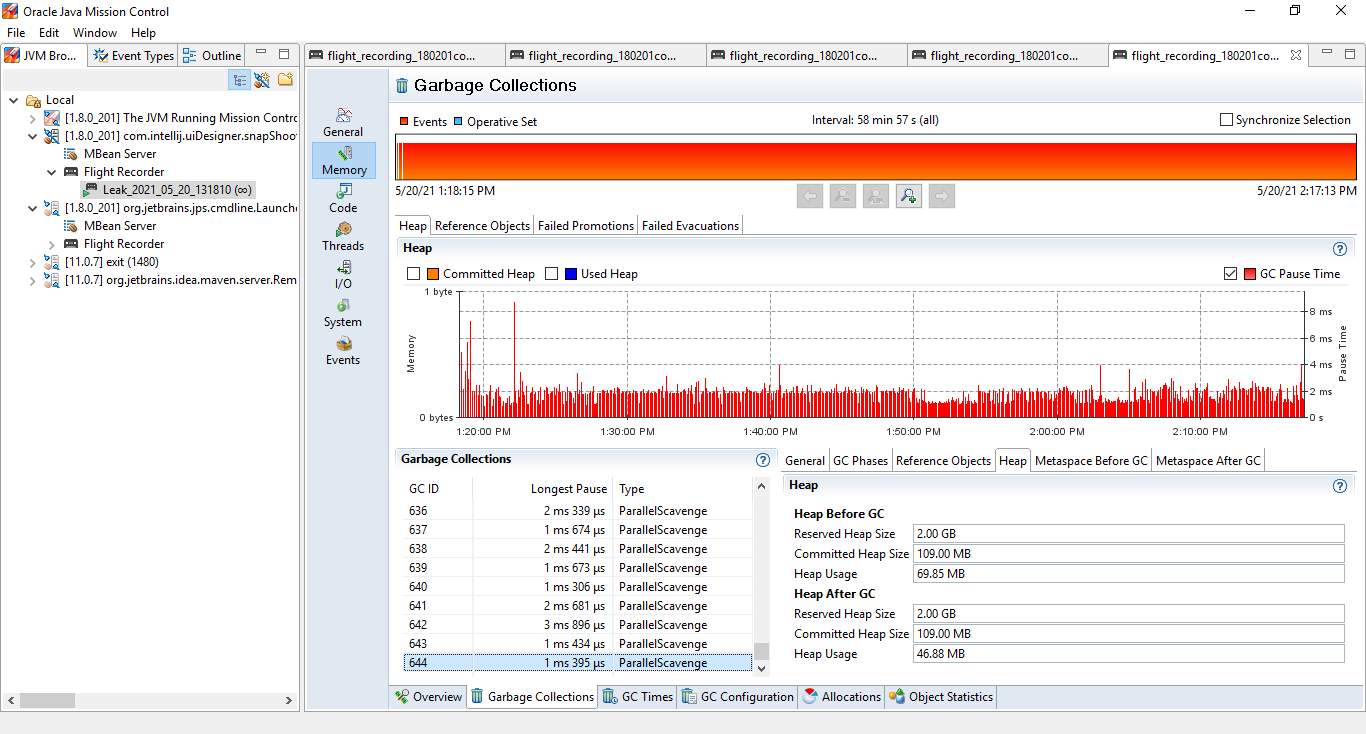 Oracle Java Mission Control
File Edit Window Help
JVM Bro...
Event Types
Outline
Local
[1.8.0_201] The JVM Running Mission Contro
[1.8.0_201] com.intellij.uiDesigner.snapShoo
MBean Server
Flight Recorder
Leak_2021_05_20_131810 (∞)
[1.8.0_201] org.jetbrains.jps.cmdline.Launche
MBean Server
Flight Recorder
[11.0.7] exit (1480)
[11.0.7] org.jetbrains.idea.maven.server.Rem
flight_recording_180201co...
flight_recording_180201co...
flight_recording_180201co...
flight_recording_180201co...
flight_recording_180201co...
General
Memory
Code
Threads
I/O
System
Events
Garbage Collections
Events Operative Set
Interval: 58 min 57 s (all)
Synchronize Selection
5/20/21 1:18:15 PM
5/20/21 2:17:13 PM
Heap Reference Objects Failed Promotions Failed Evacuations
Heap
Committed Heap Used Heap
GC Pause Time
1 byte
Memory
0 bytes
8 ms
6 ms
4 ms
2 ms
0 s
Pause Time
1:20:00 PM 1:30:00 PM 1:40:00 PM 1:50:00 PM 2:00:00 PM 2:10:00 PM
Garbage Collections
GC ID Longest Pause Type
636 2 ms 339 µs ParallelScavenge
637 1 ms 674 µs ParallelScavenge
638 2 ms 441 µs ParallelScavenge
639 1 ms 673 µs ParallelScavenge
640 1 ms 306 µs ParallelScavenge
641 2 ms 681 µs ParallelScavenge
642 3 ms 896 µs ParallelScavenge
643 1 ms 434 µs ParallelScavenge
644 1 ms 395 µs ParallelScavenge
General GC Phases Reference Objects Heap Metaspace Before GC Metaspace After GC
Heap
Heap Before GC
Reserved Heap Size 2.00 GB
Committed Heap Size 109.00 MB
Heap Usage 69.85 MB
Heap After GC
Reserved Heap Size 2.00 GB
Committed Heap Size 109.00 MB
Heap Usage 46.88 MB
Overview Garbage Collections GC Times GC Configuration Allocations Object Statistics